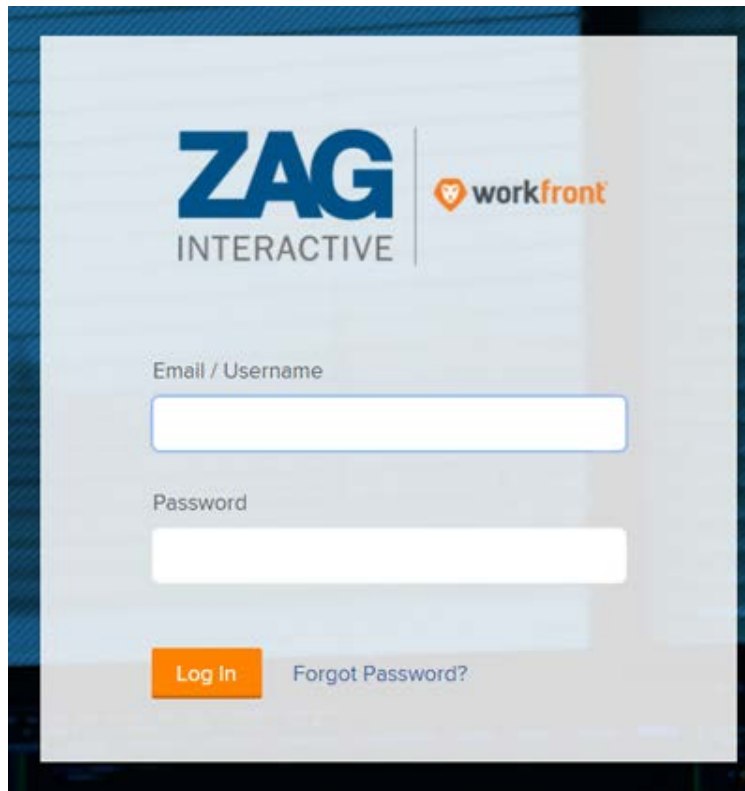 ZAG
INTERACTIVE
workfront
Email / Username
Password
Log In
Forgot Password?